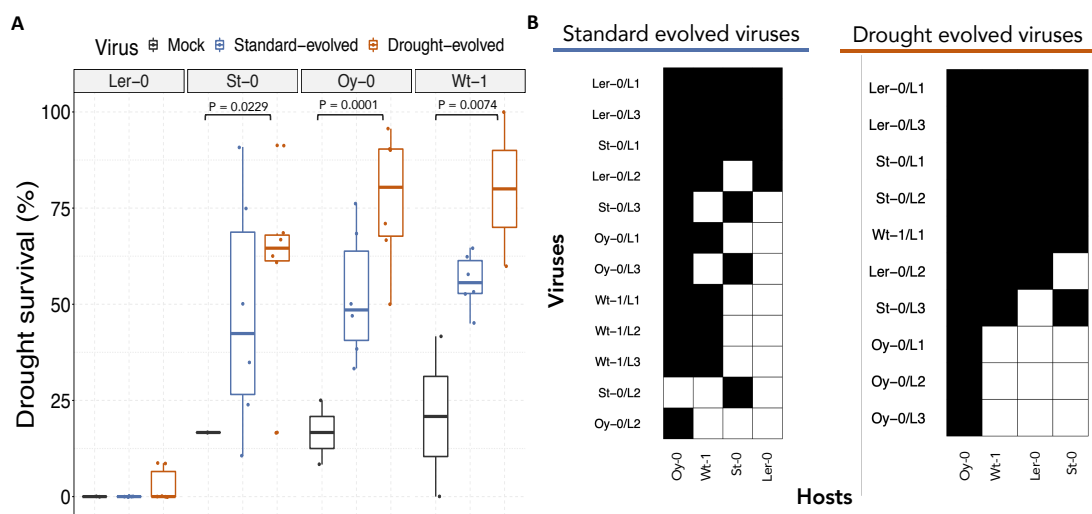 A
Virus Mock Standard−evolved Drought−evolved
Ler−0 St−0 Oy−0 Wt−1
P = 0.0229 P = 0.0001 P = 0.0074
Drought survival (%)
100
75
50
25
0
B
Standard evolved viruses
Viruses
Ler-0/L1
Ler-0/L3
St-0/L1
Ler-0/L2
St-0/L3
Oy-0/L1
Oy-0/L3
Wt-1/L1
Wt-1/L2
Wt-1/L3
St-0/L2
Oy-0/L2
Oy-0 Wt-1 St-0 Ler-0
Drought evolved viruses
Ler-0/L1
Ler-0/L3
St-0/L1
St-0/L2
Wt-1/L1
Ler-0/L2
St-0/L3
Oy-0/L1
Oy-0/L2
Oy-0/L3
Oy-0 Wt-1 Ler-0 St-0
Hosts